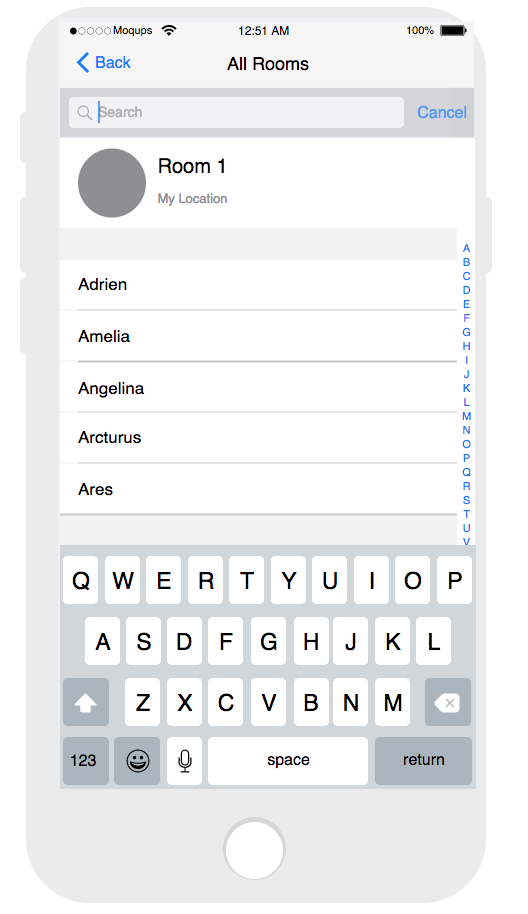 Moqups 12:51 AM 100%
Back All Rooms
Search Cancel
Room 1
My Location
Adrien
Amelia
Angelina
Arcturus
Ares
A
B
C
D
E
F
G
H
I
J
K
L
M
N
O
P
Q
R
S
T
U
V
Q W E R T Y U I O P
A S D F G H J K L
Z X C V B N M
123 space return